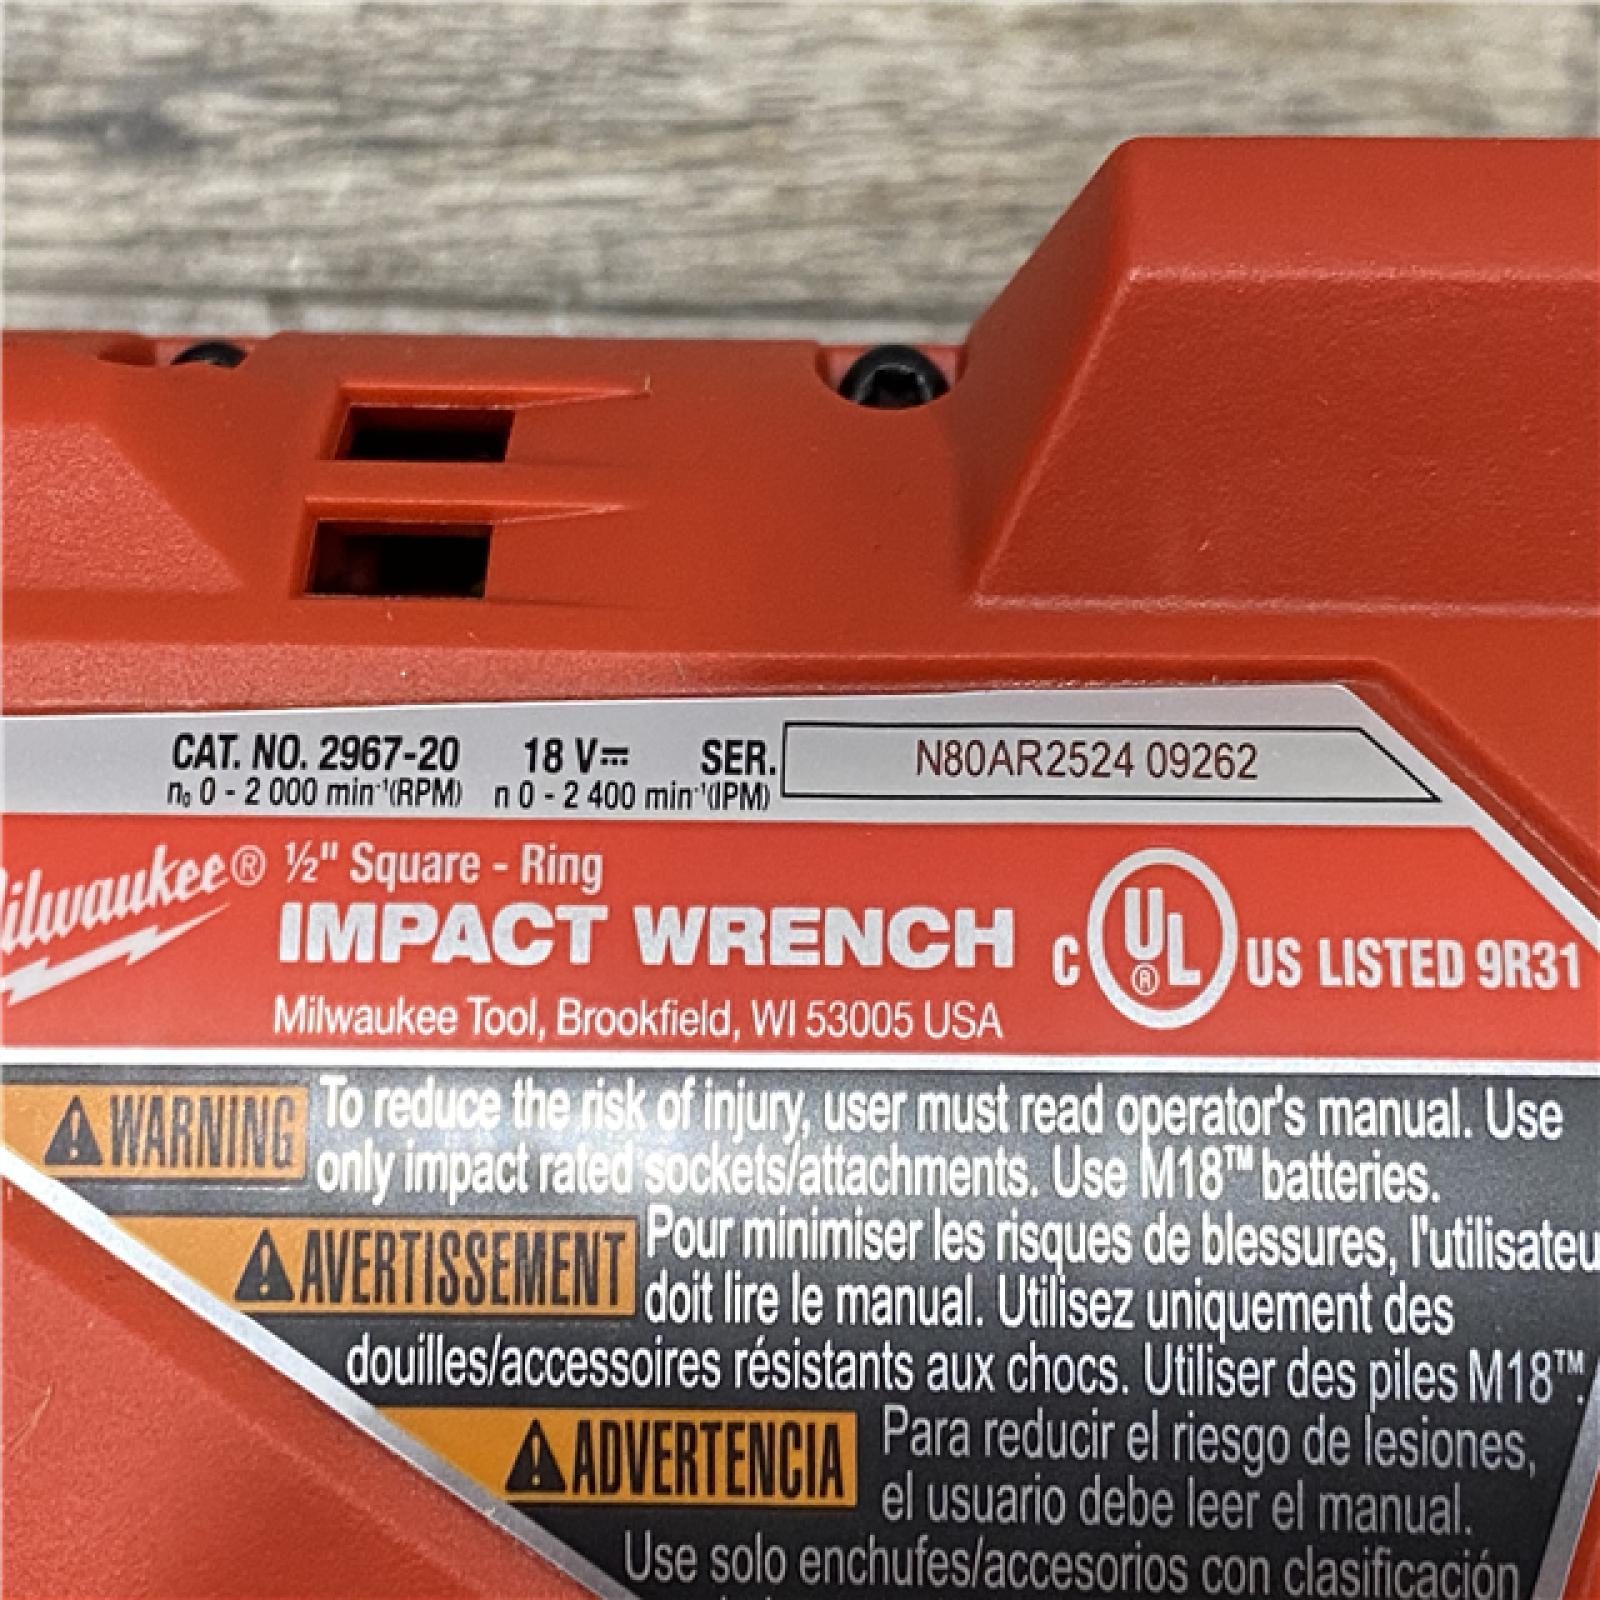 CAT. NO. 2967-20 18 V⎓ SER. N80AR2524 09262
n₀ 0 - 2 000 min⁻¹(RPM) n 0 - 2 400 min⁻¹(IPM)
Milwaukee® ½" Square - Ring
IMPACT WRENCH
C UL® US LISTED 9R31
Milwaukee Tool, Brookfield, WI 53005 USA
⚠WARNING To reduce the risk of injury, user must read operator's manual. Use
only impact rated sockets/attachments. Use M18™ batteries.
⚠AVERTISSEMENT Pour minimiser les risques de blessures, l'utilisateu
doit lire le manual. Utilisez uniquement des
douilles/accessoires résistants aux chocs. Utiliser des piles M18™.
⚠ADVERTENCIA Para reducir el riesgo de lesiones,
el usuario debe leer el manual.
Use solo enchufes/accesorios con clasificación